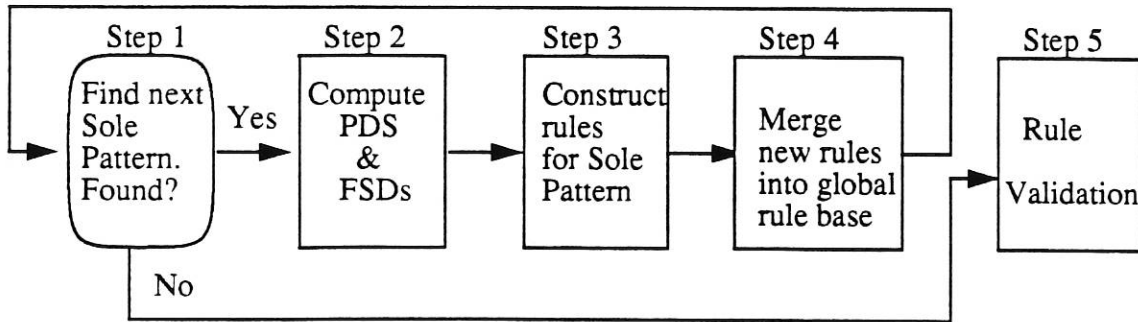 Step 1
Find next
Sole
Pattern.
Found?
Yes
No
Step 2
Compute
PDS
&
FSDs
Step 3
Construct
rules
for Sole
Pattern
Step 4
Merge
new rules
into global
rule base
Step 5
Rule
Validation